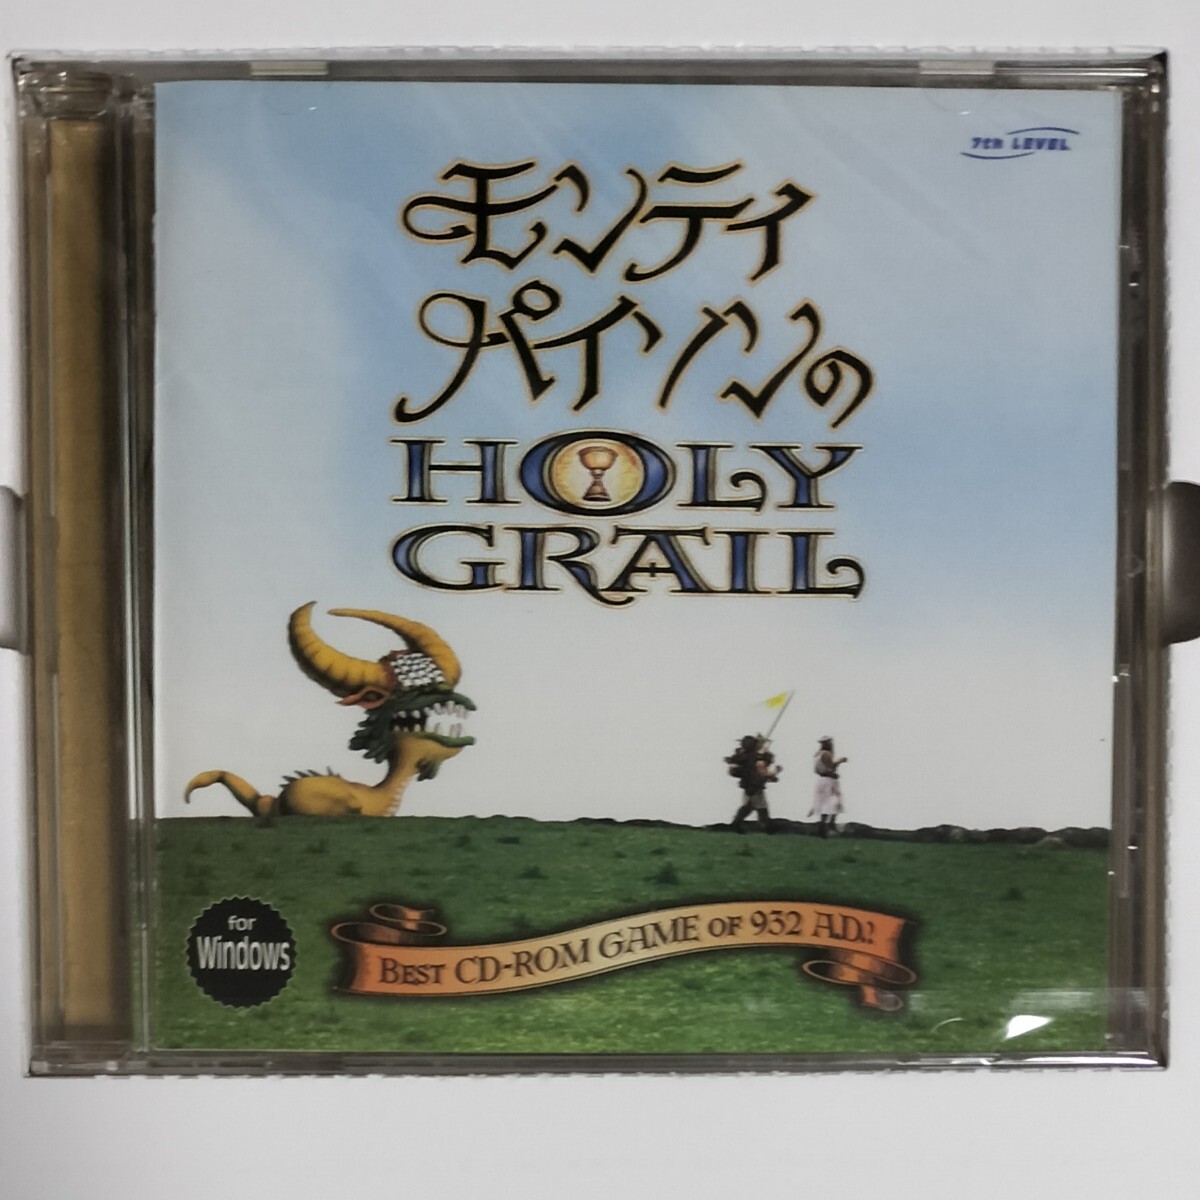 7th LEVEL
モンティ
パイソンの
HOLY
GRAIL
for
Windows
BEST CD-ROM GAME OF 932 A.D.!